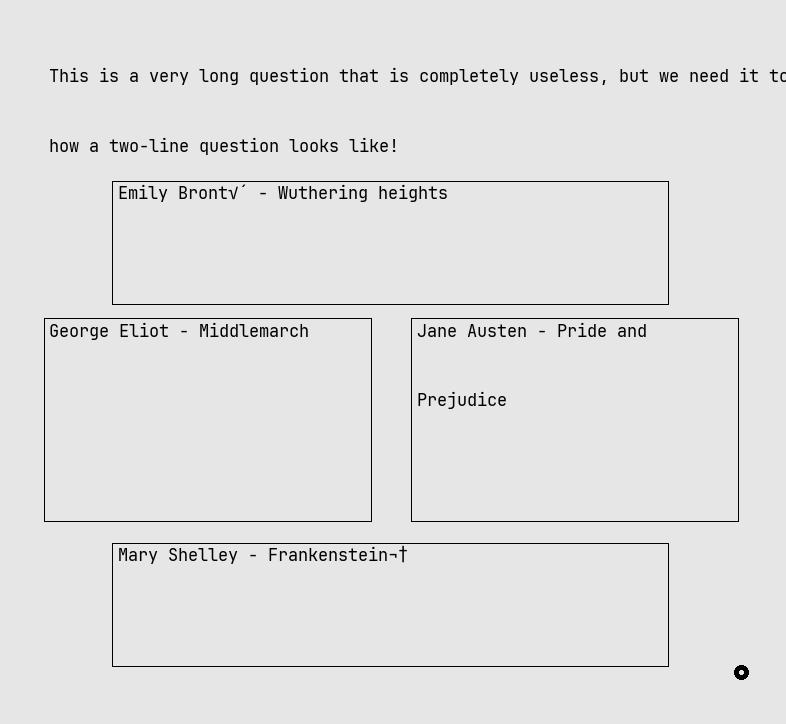 This is a very long question that is completely useless, but we need it to
how a two-line question looks like!
Emily Bront√´ - Wuthering heights
George Eliot - Middlemarch
Jane Austen - Pride and
Prejudice
Mary Shelley - Frankenstein¬†